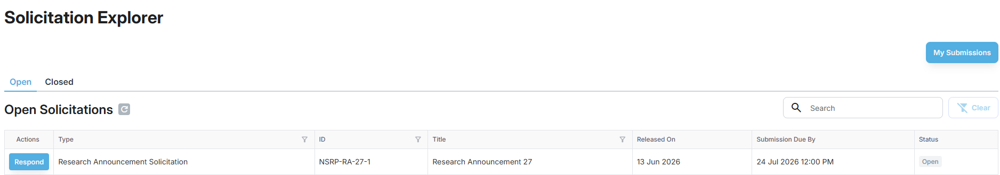 Solicitation Explorer
My Submissions
Open Closed
Open Solicitations
Search
Clear
Actions Type ID Title Released On Submission Due By Status
Respond Research Announcement Solicitation NSRP-RA-27-1 Research Announcement 27 13 Jun 2026 24 Jul 2026 12:00 PM Open